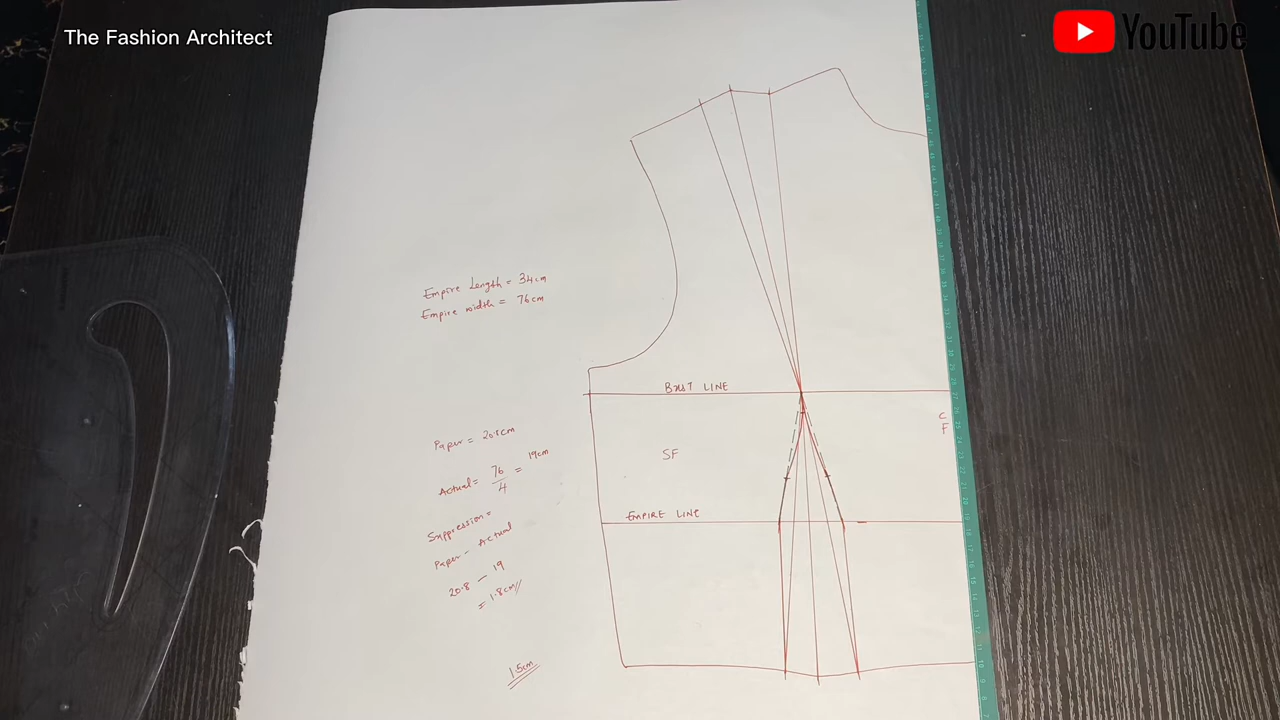 The Fashion Architect
YouTube
Empire Length = 34cm
Empire width = 76cm
BUST LINE
C
F
Paper = 20.8cm
SF
Actual = 76/4 = 19cm
EMPIRE LINE
Suppression =
Paper - Actual
20.8 - 19
= 1.8cm//
1.5cm